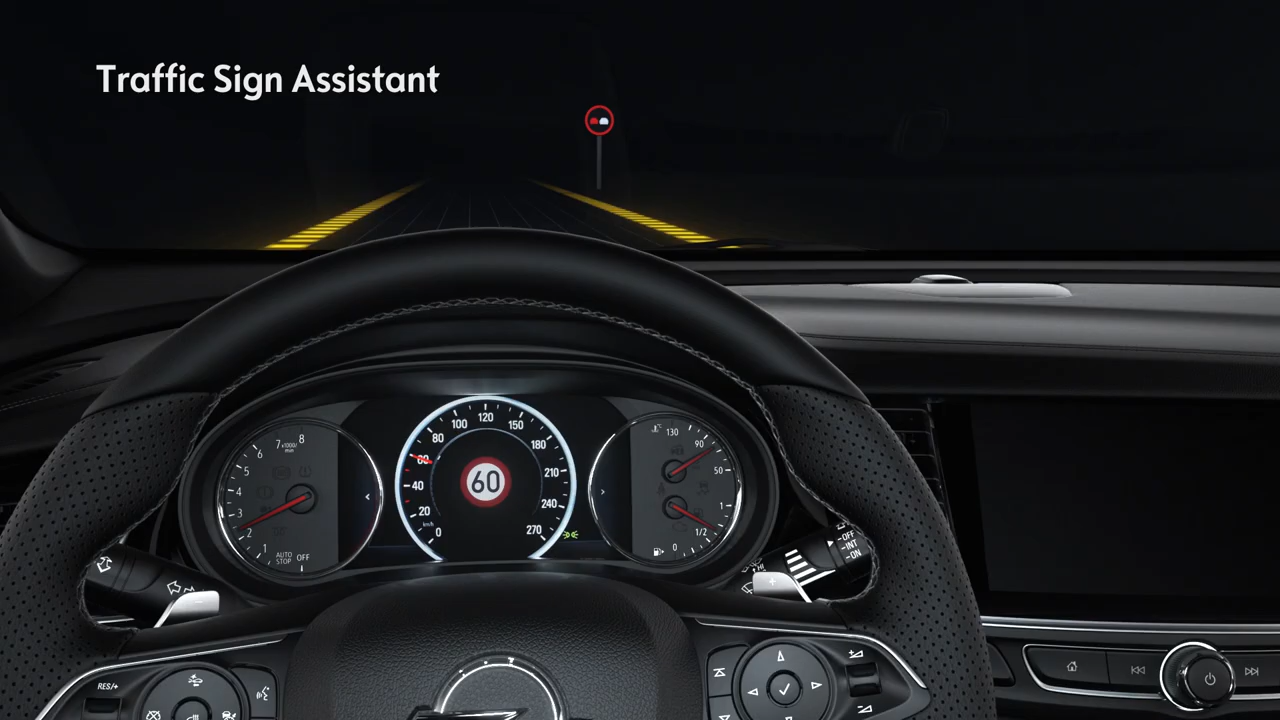 Traffic Sign Assistant
7 x1000/ 8
min
6
5
4
3
2
1
AUTO
STOP
OFF
120
100
150
80
180
60
210
40
60
240
20
km/h
0
270
130
90
50
1
1/2
0
OFF
INT
ON
HI
RES/+